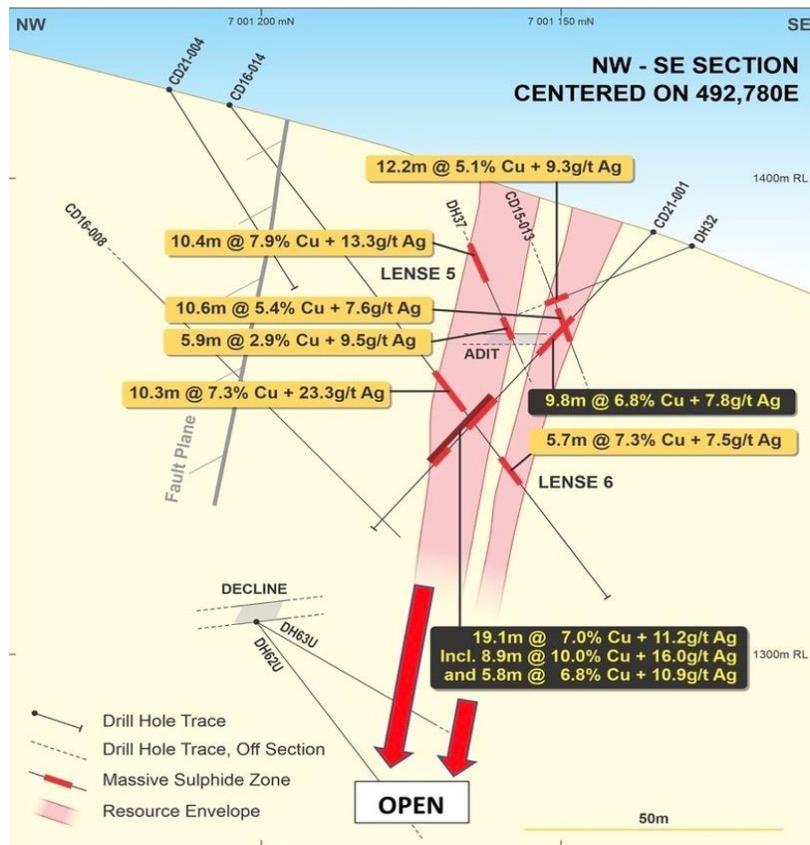 NW
7 001 200 mN
7 001 150 mN
SE
NW - SE SECTION
CENTERED ON 492,780E
CD21-004
CD16-014
12.2m @ 5.1% Cu + 9.3g/t Ag
1400m RL
CD16-008
DH37
CD15-013
CD21-001
DH32
10.4m @ 7.9% Cu + 13.3g/t Ag
LENSE 5
10.6m @ 5.4% Cu + 7.6g/t Ag
5.9m @ 2.9% Cu + 9.5g/t Ag
ADIT
10.3m @ 7.3% Cu + 23.3g/t Ag
9.8m @ 6.8% Cu + 7.8g/t Ag
5.7m @ 7.3% Cu + 7.5g/t Ag
Fault Plane
LENSE 6
DECLINE
DH63U
DH62U
19.1m @ 7.0% Cu + 11.2g/t Ag
Incl. 8.9m @ 10.0% Cu + 16.0g/t Ag
and 5.8m @ 6.8% Cu + 10.9g/t Ag
1300m RL
Drill Hole Trace
Drill Hole Trace, Off Section
Massive Sulphide Zone
Resource Envelope
OPEN
50m